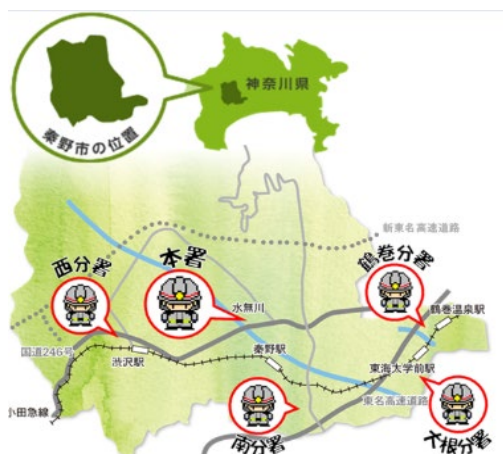 神奈川県
秦野市の位置
新東名高速道路
西分署
本署
鶴巻分署
水無川
鶴巻温泉駅
国道246号
渋沢駅
秦野駅
東海大学前駅
小田急線
東名高速道路
南分署
大根分署